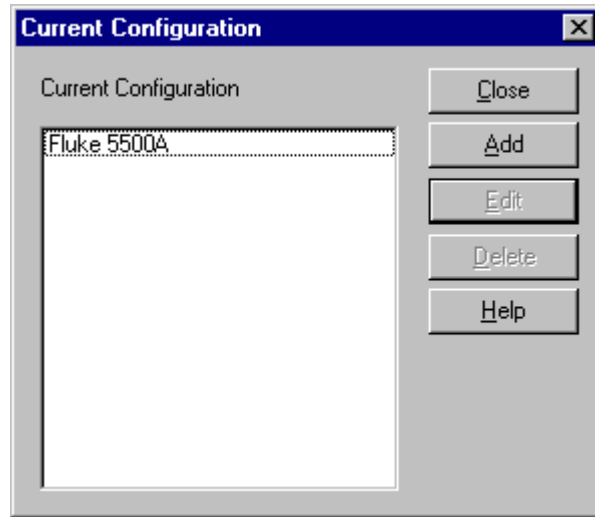 Current Configuration
Current Configuration
Fluke 5500A
Close
Add
Edit
Delete
Help